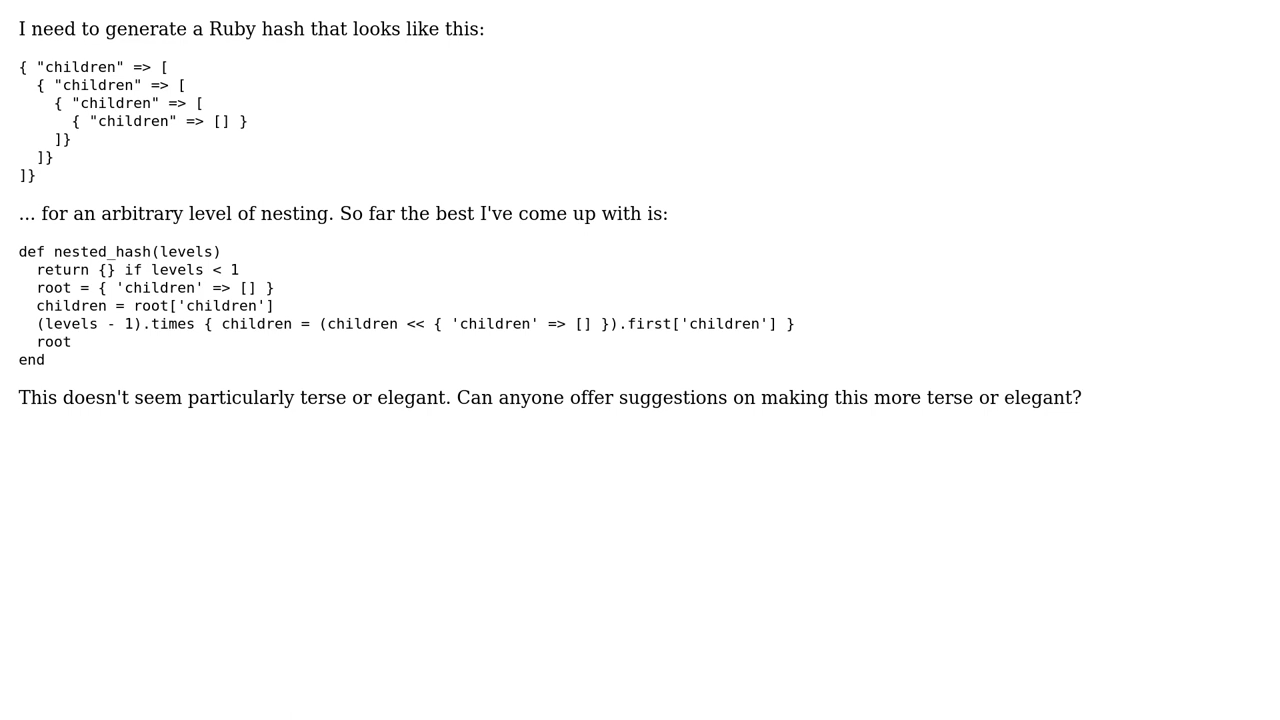 I need to generate a Ruby hash that looks like this:
{ "children" => [
  { "children" => [
    { "children" => [
      { "children" => [] }
    ]}
  ]}
]}
... for an arbitrary level of nesting. So far the best I've come up with is:
def nested_hash(levels)
  return {} if levels < 1
  root = { 'children' => [] }
  children = root['children']
  (levels - 1).times { children = (children << { 'children' => [] }).first['children'] }
  root
end
This doesn't seem particularly terse or elegant. Can anyone offer suggestions on making this more terse or elegant?